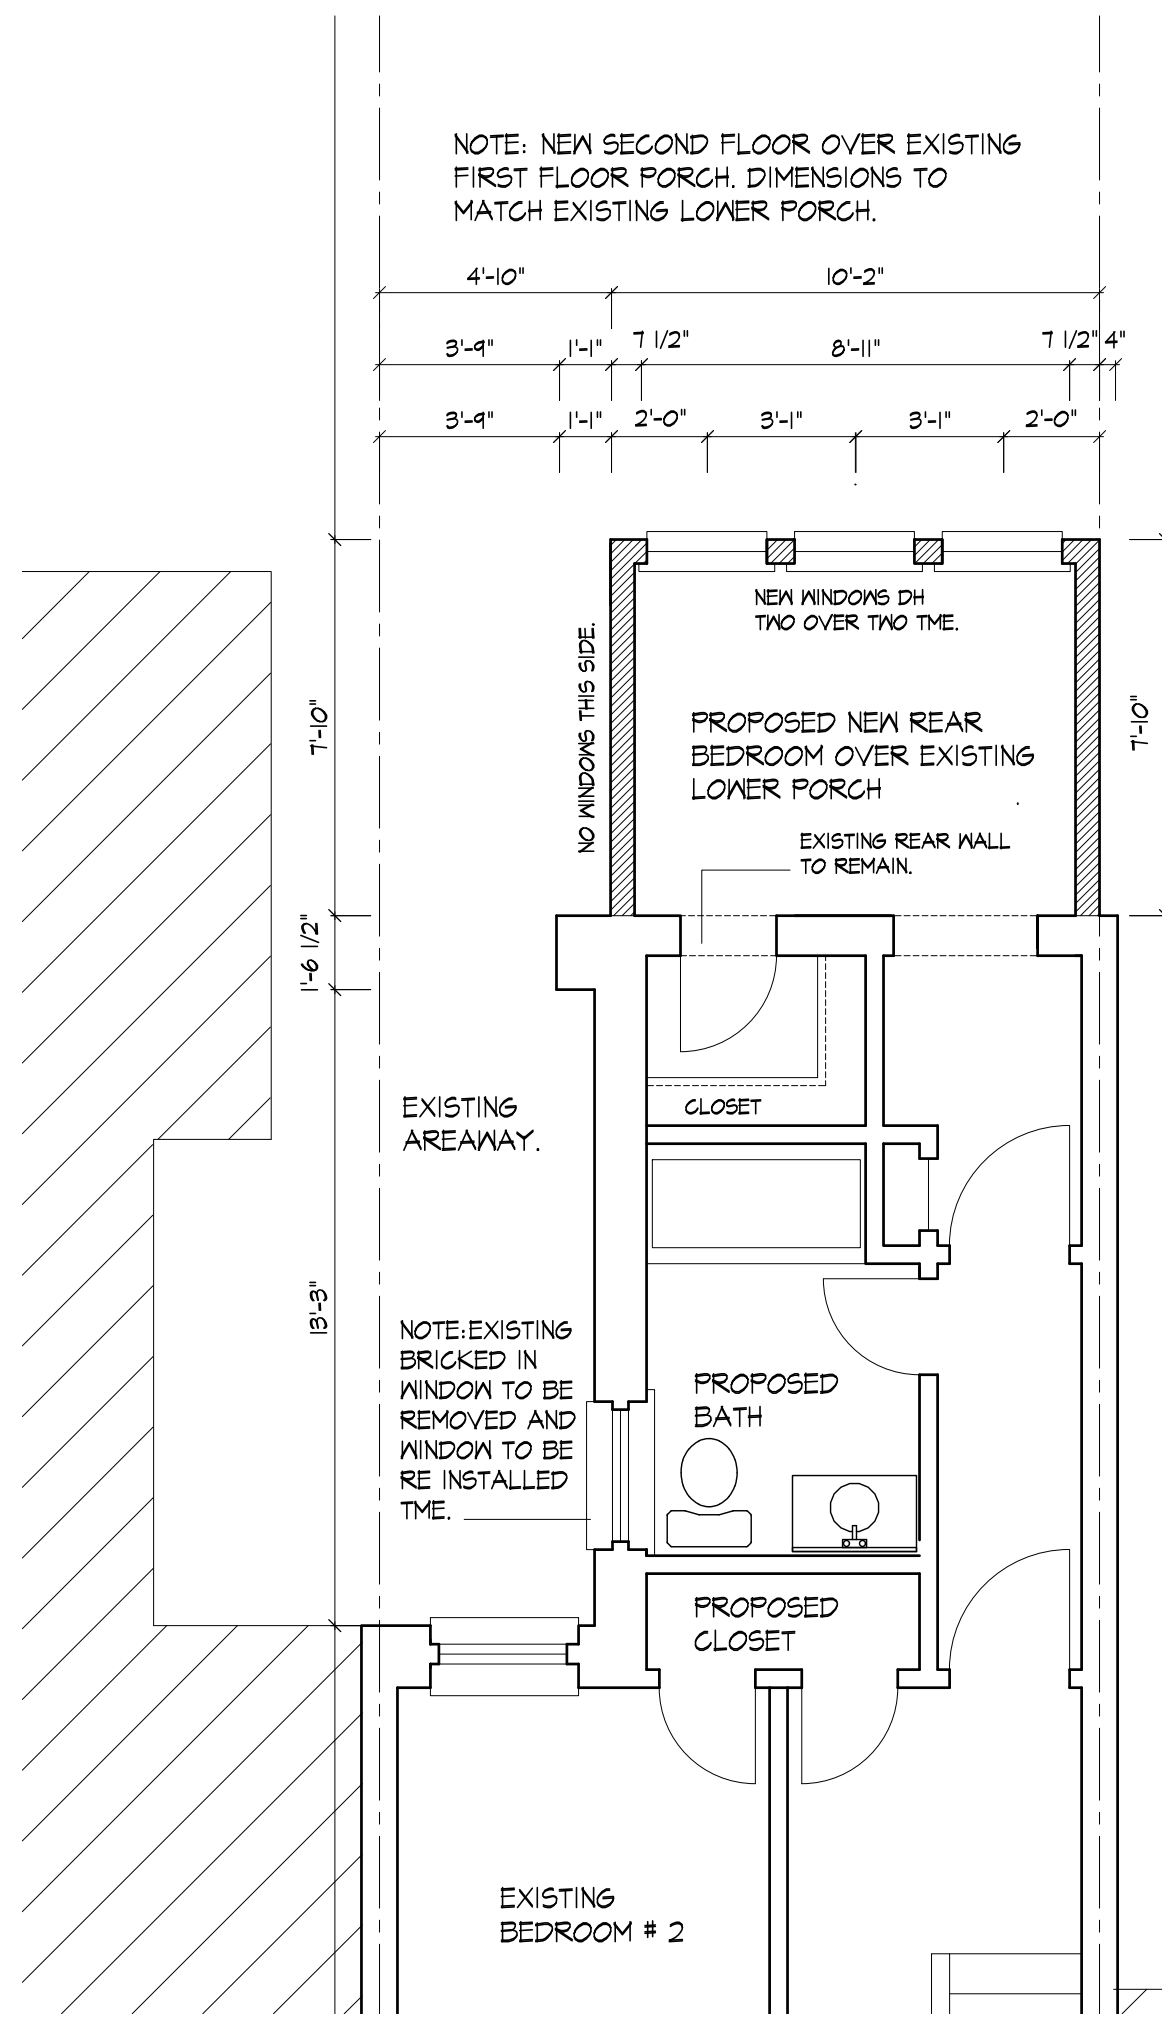 NOTE: NEW SECOND FLOOR OVER EXISTING
FIRST FLOOR PORCH. DIMENSIONS TO
MATCH EXISTING LOWER PORCH.
4'-10"
10'-2"
3'-9"
1'-1"
7 1/2"
8'-11"
7 1/2"
4"
3'-9"
1'-1"
2'-0"
3'-1"
3'-1"
2'-0"
NEW WINDOWS DH
TWO OVER TWO TME.
NO WINDOWS THIS SIDE.
7'-10"
7'-10"
PROPOSED NEW REAR
BEDROOM OVER EXISTING
LOWER PORCH
EXISTING REAR WALL
TO REMAIN.
1'-6 1/2"
EXISTING
AREAWAY.
CLOSET
13'-3"
NOTE:EXISTING
BRICKED IN
WINDOW TO BE
REMOVED AND
WINDOW TO BE
RE INSTALLED
TME.
PROPOSED
BATH
PROPOSED
CLOSET
EXISTING
BEDROOM # 2